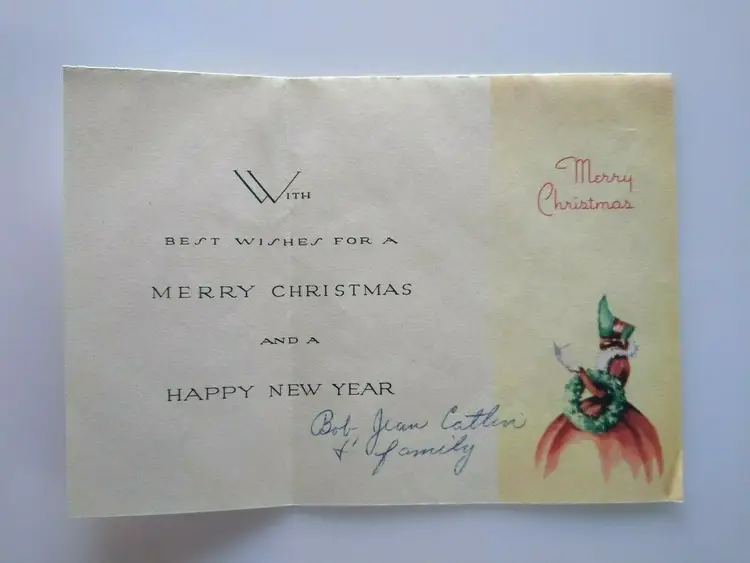 WITH
BEST WISHES FOR A
MERRY CHRISTMAS
AND A
HAPPY NEW YEAR
Bob, Jean Catlin
& family
Merry
Christmas